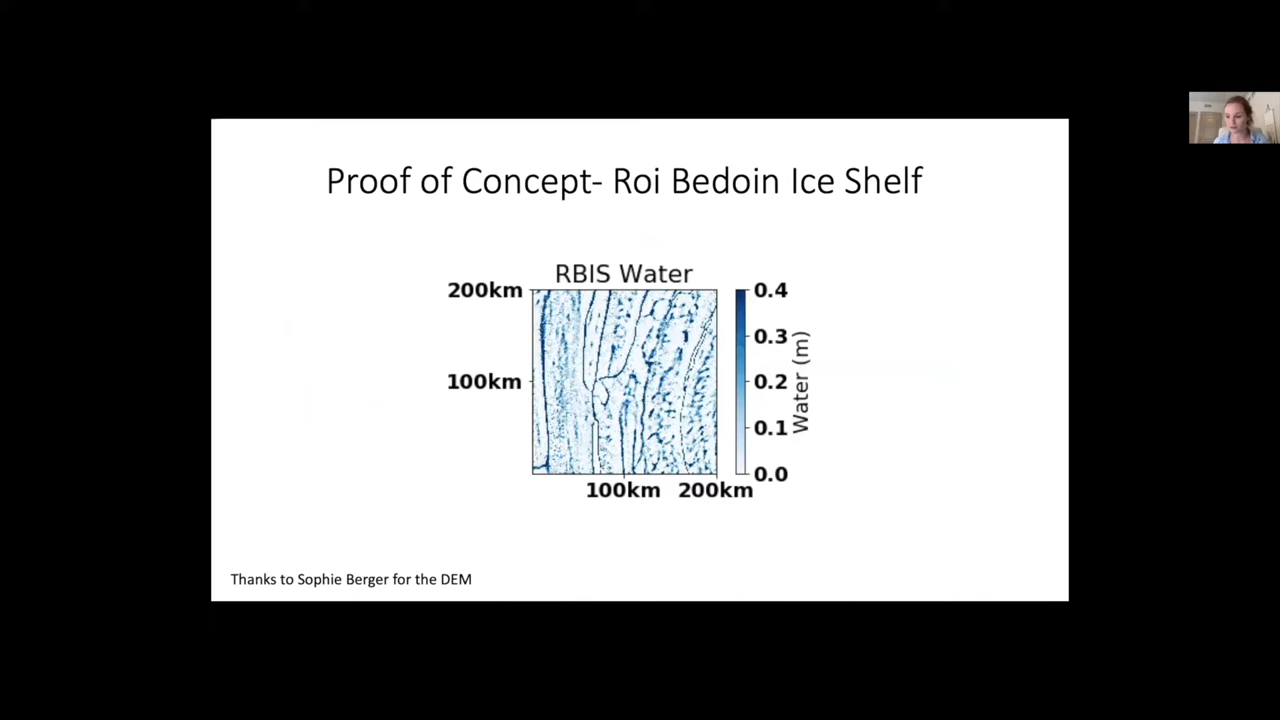 Proof of Concept- Roi Bedoin Ice Shelf
RBIS Water
200km
100km
100km 200km
0.4
0.3
0.2
0.1
0.0
Water (m)
Thanks to Sophie Berger for the DEM